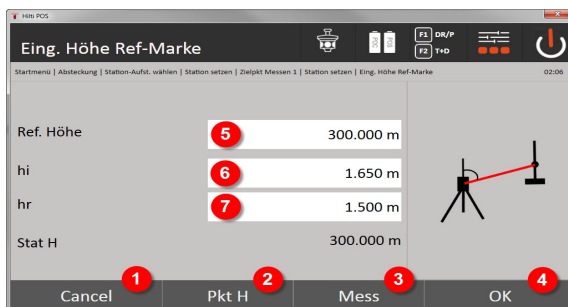 Hilti POS
Eing. Höhe Ref-Marke
POC
POS
F1 DR/P
F2 T+D
Startmenü | Absteckung | Station-Aufst. wählen | Station setzen | Zielpkt Messen 1 | Station setzen | Eing. Höhe Ref-Marke
02:06
Ref. Höhe 5 300.000 m
hi 6 1.650 m
hr 7 1.500 m
Stat H 300.000 m
1 2 3 4
Cancel Pkt H Mess OK